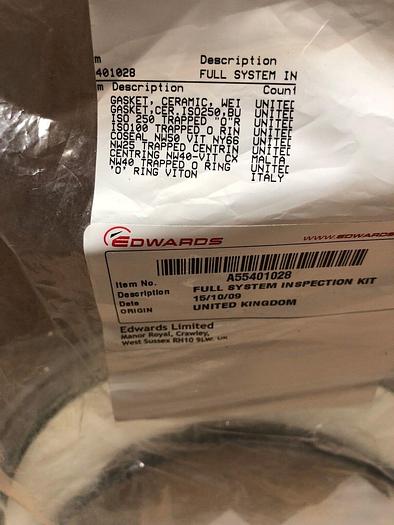 m Description
401028 FULL SYSTEM IN
m Description Count
GASKET, CERAMIC, WEI UNITED
GASKET,CER,ISO250,BU UNITED
ISO 250 TRAPPED 'O'R UNITED
ISO100 TRAPPED O RIN UNITED
COSEAL NW50 VIT NY66 UNITED
NW25 TRAPPED CENTRIN UNITED
CENTRING NW40-VIT CX MALTA
NW40 TRAPPED O RING UNITED
'O' RING VITON ITALY
EDWARDS www.EDWARDS
Item No. A55401028
Description FULL SYSTEM INSPECTION KIT
Date 15/10/09
ORIGIN UNITED KINGDOM
Edwards Limited
Manor Royal, Crawley,
West Sussex RH10 9LW. UK